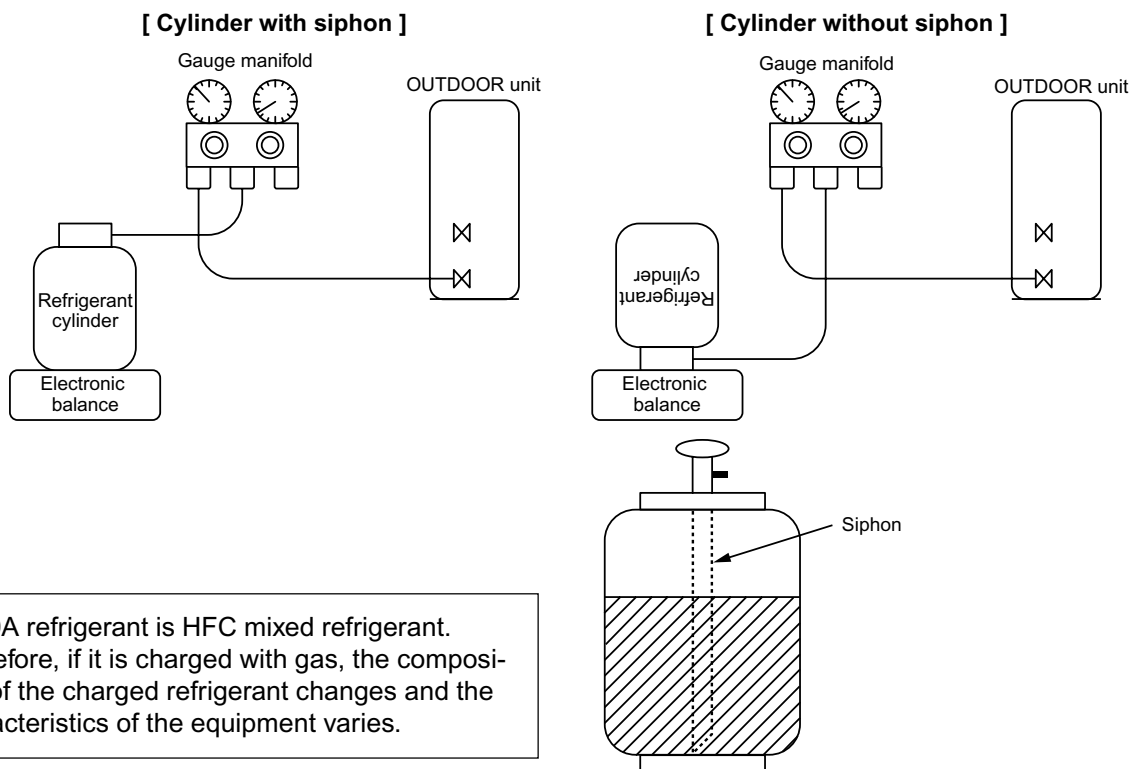 [ Cylinder with siphon ]
Gauge manifold
OUTDOOR unit
Refrigerant
cylinder
Electronic
balance
[ Cylinder without siphon ]
Gauge manifold
OUTDOOR unit
Refrigerant
cylinder
Electronic
balance
Siphon
A refrigerant is HFC mixed refrigerant.
efore, if it is charged with gas, the composi-
of the charged refrigerant changes and the
acteristics of the equipment varies.